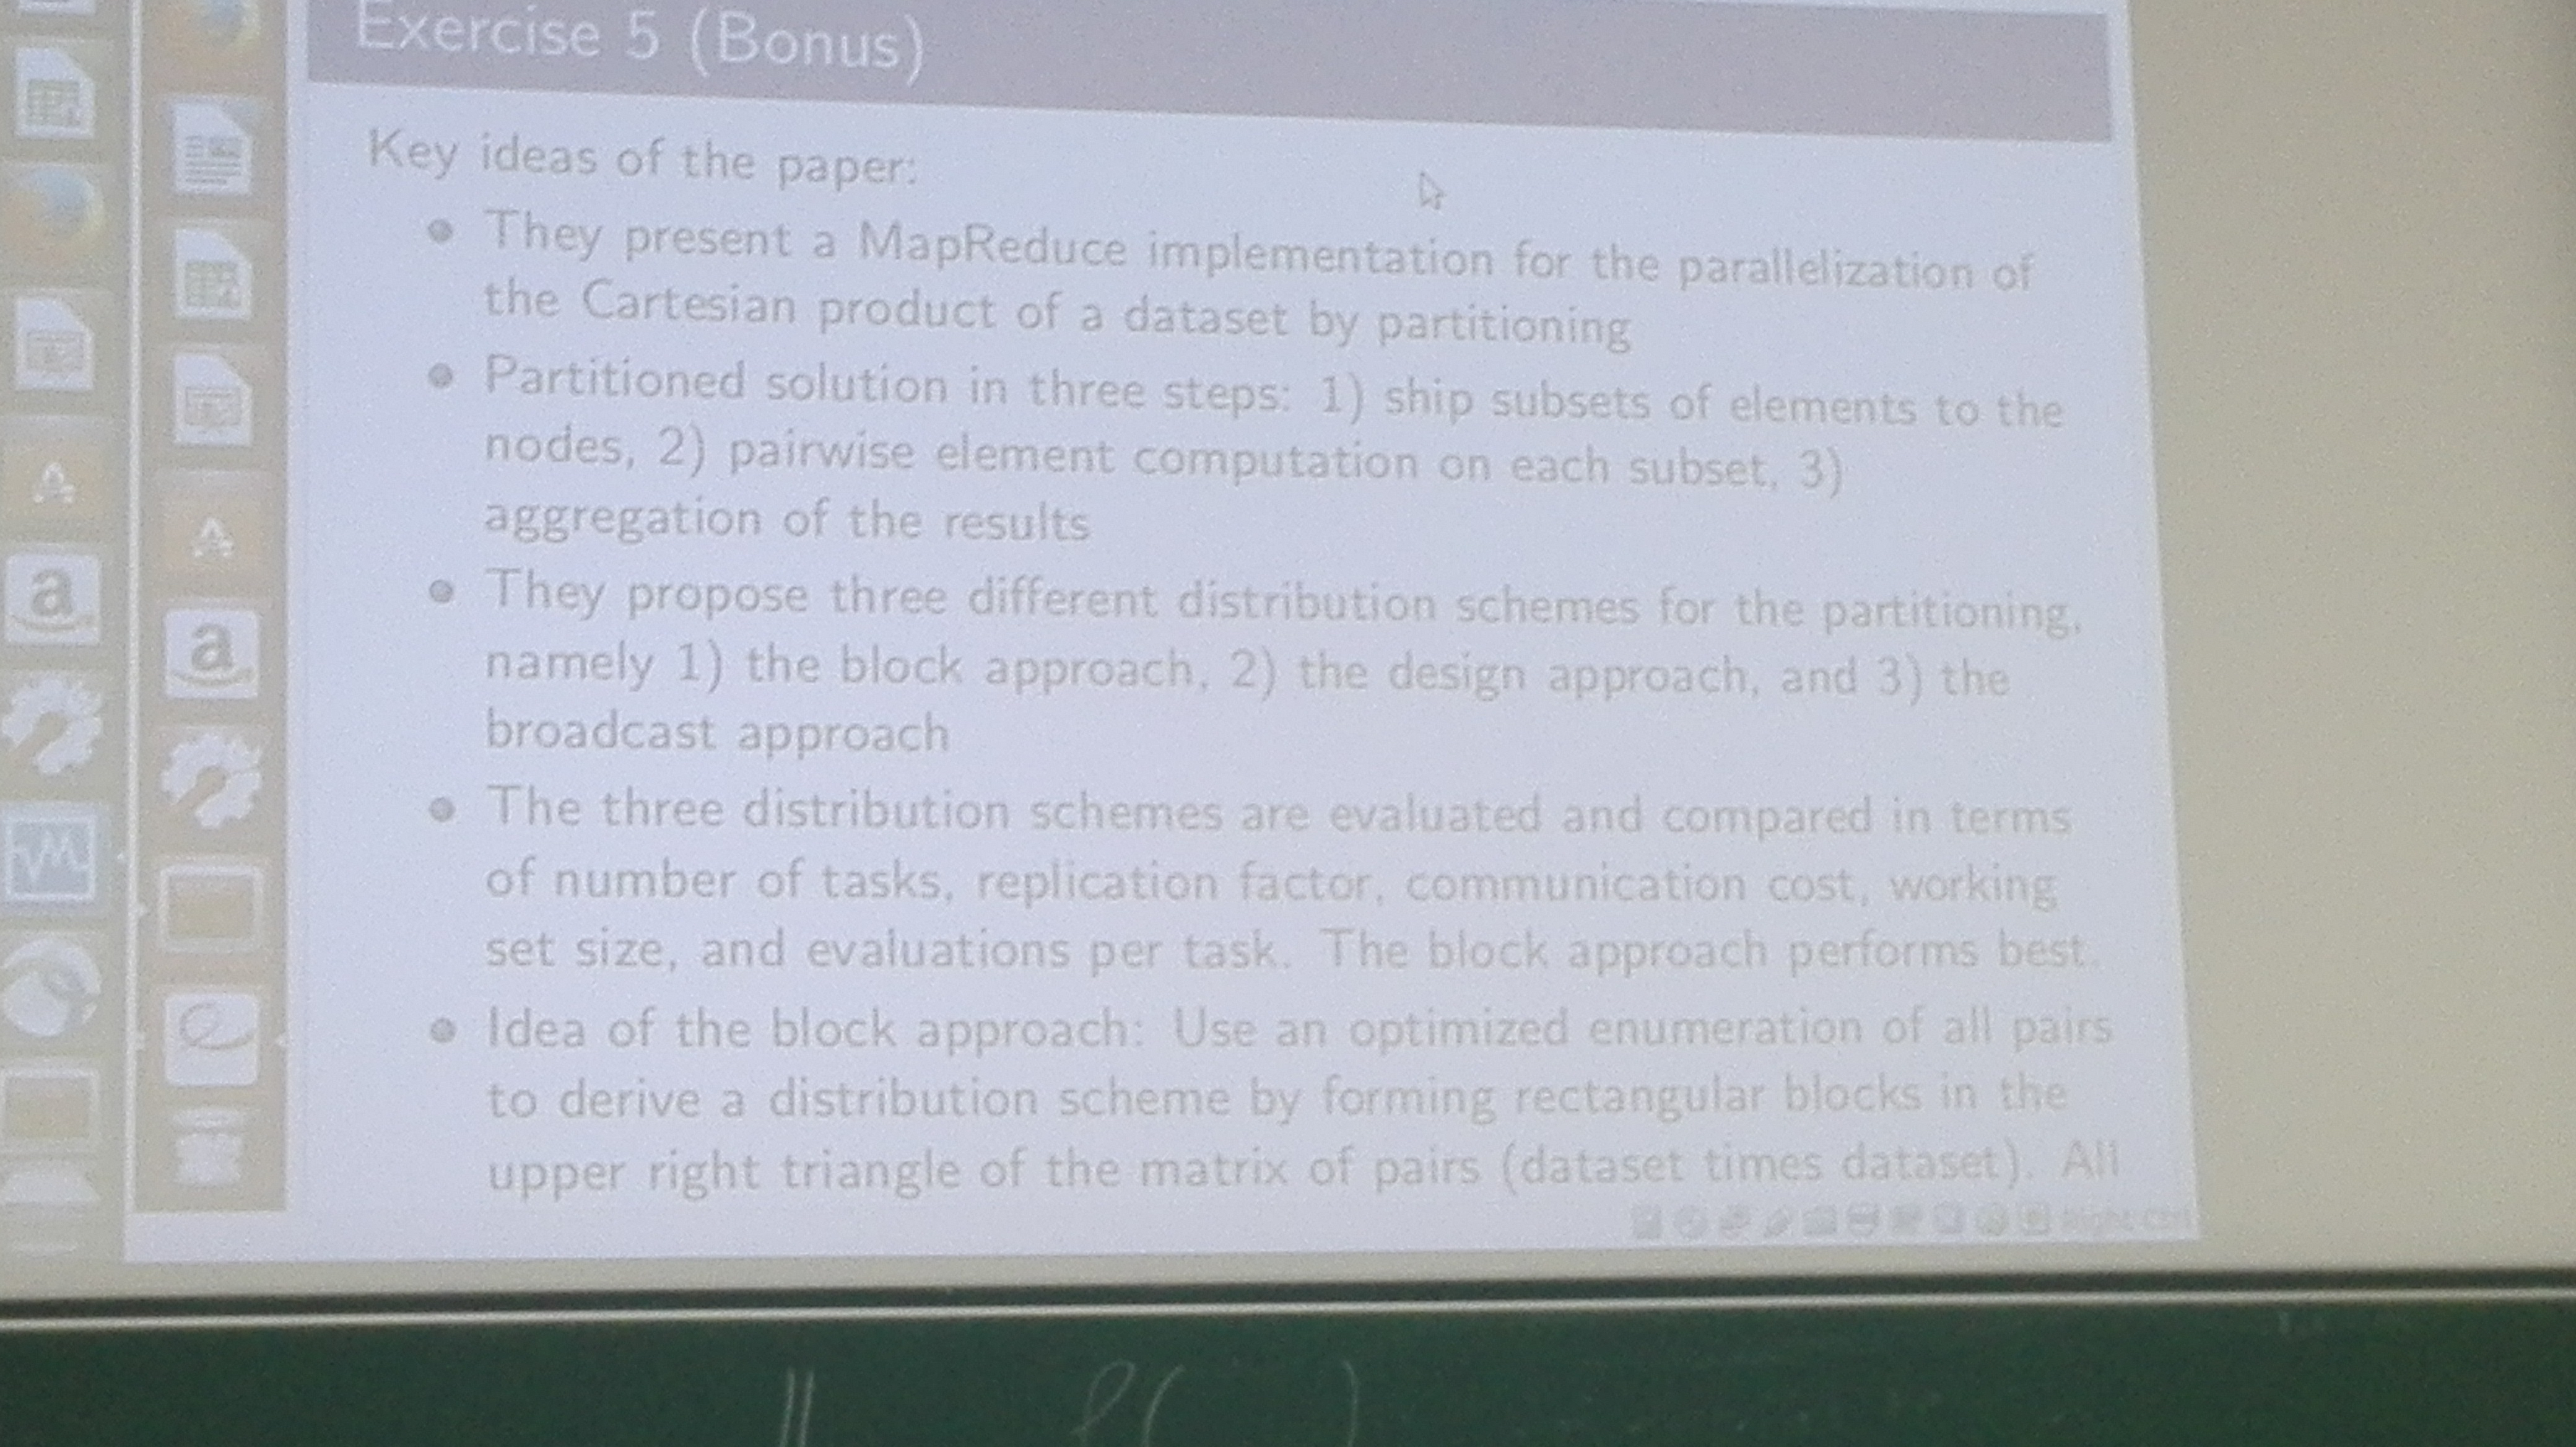 Exercise 5 (Bonus)
Key ideas of the paper:
They present a MapReduce implementation for the parallelization of
the Cartesian product of a dataset by partitioning
Partitioned solution in three steps: 1) ship subsets of elements to the
nodes, 2) pairwise element computation on each subset, 3)
aggregation of the results
They propose three different distribution schemes for the partitioning,
namely 1) the block approach, 2) the design approach, and 3) the
broadcast approach
The three distribution schemes are evaluated and compared in terms
of number of tasks, replication factor, communication cost, working
set size, and evaluations per task. The block approach performs best.
Idea of the block approach: Use an optimized enumeration of all pairs
to derive a distribution scheme by forming rectangular blocks in the
upper right triangle of the matrix of pairs (dataset times dataset). All
A
A
a
a